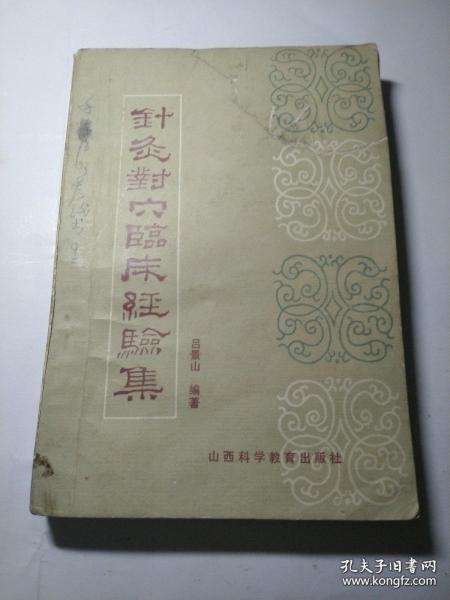 針灸對穴臨床经驗集
吕景山 编著
山西科学教育出版社
孔夫子旧书网
www.kongfz.com